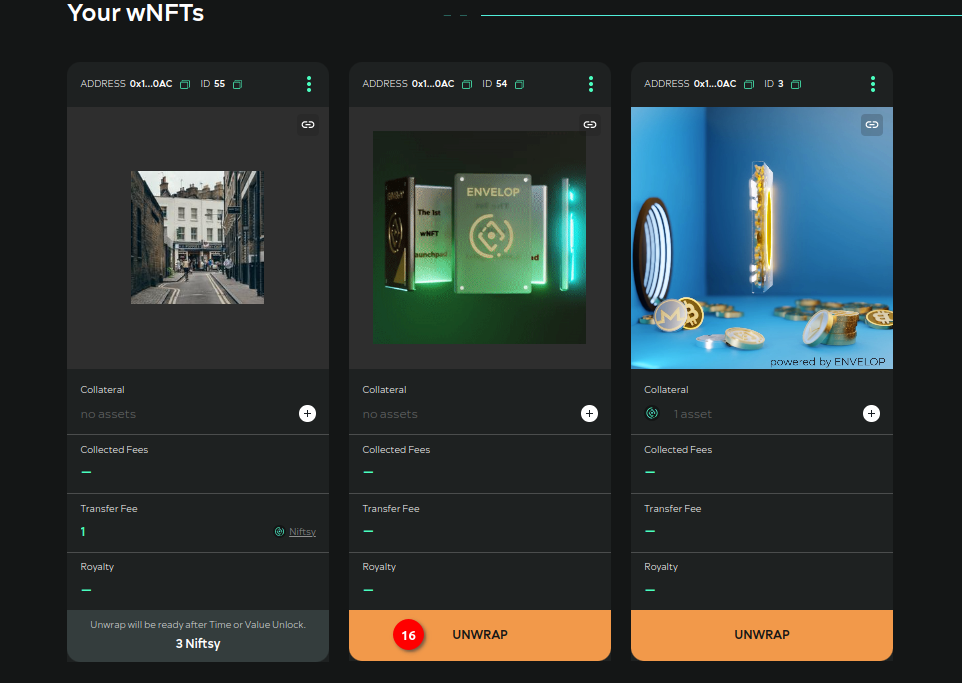 Your wNFTs
ADDRESS 0x1...0AC ID 55
no assets
Collateral
Collected Fees
–
Transfer Fee
1 Niftsy
Royalty
–
Unwrap will be ready after Time or Value Unlock.
3 Niftsy
ADDRESS 0x1...0AC ID 54
ENVELOP
The 1st
wNFT
Launchpad
Collateral
no assets
Collected Fees
–
Transfer Fee
–
Royalty
–
16 UNWRAP
ADDRESS 0x1...0AC ID 3
powered by ENVELOP
Collateral
1 asset
Collected Fees
–
Transfer Fee
–
Royalty
–
UNWRAP